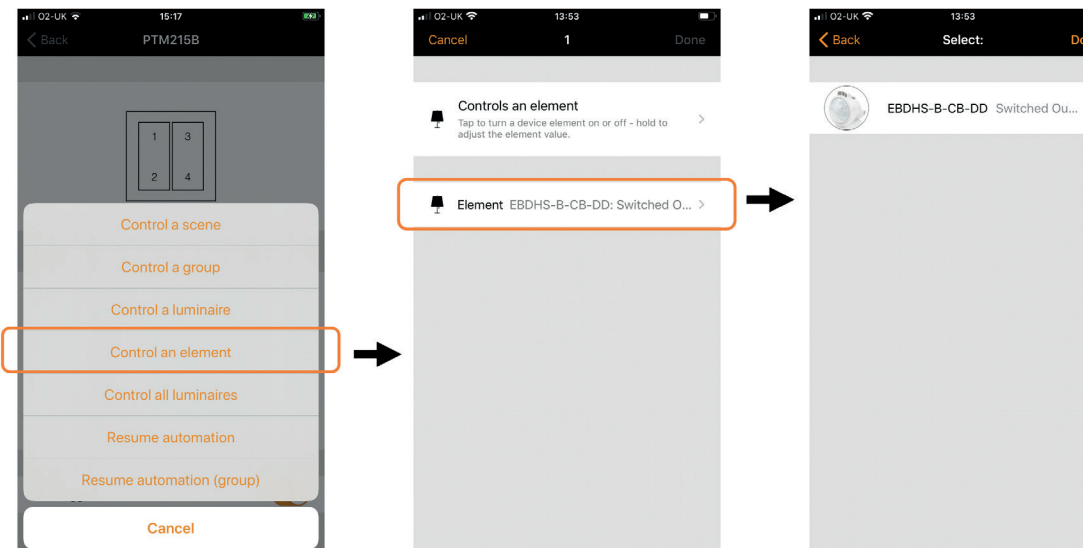 O2-UK
15:17
Back
PTM215B
1
3
2
4
Control a scene
Control a group
Control a luminaire
Control an element
Control all luminaires
Resume automation
Resume automation (group)
Cancel
O2-UK
13:53
Cancel
1
Done
Controls an element
Tap to turn a device element on or off - hold to
adjust the element value.
Element EBDHS-B-CB-DD: Switched O...
O2-UK
13:53
Back
Select:
EBDHS-B-CB-DD Switched Ou...